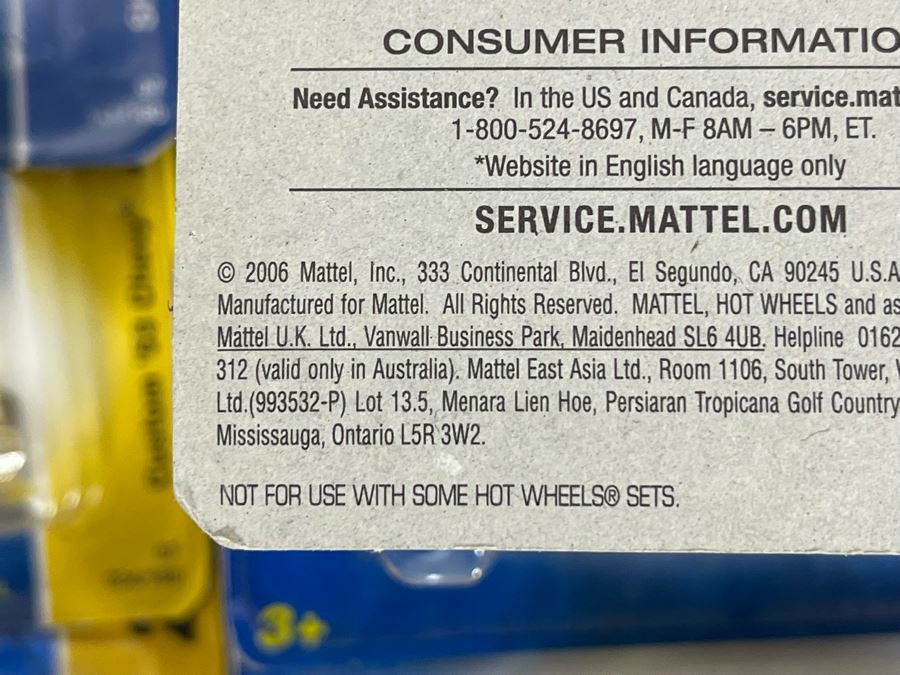 CONSUMER INFORMATIO
Need Assistance? In the US and Canada, service.mat
1-800-524-8697, M-F 8AM – 6PM, ET.
*Website in English language only
SERVICE.MATTEL.COM
© 2006 Mattel, Inc., 333 Continental Blvd., El Segundo, CA 90245 U.S.A
Manufactured for Mattel. All Rights Reserved. MATTEL, HOT WHEELS and as
Mattel U.K. Ltd., Vanwall Business Park, Maidenhead SL6 4UB. Helpline 0162
312 (valid only in Australia). Mattel East Asia Ltd., Room 1106, South Tower,
Ltd.(993532-P) Lot 13.5, Menara Lien Hoe, Persiaran Tropicana Golf Country
Mississauga, Ontario L5R 3W2.
NOT FOR USE WITH SOME HOT WHEELS® SETS.
3+